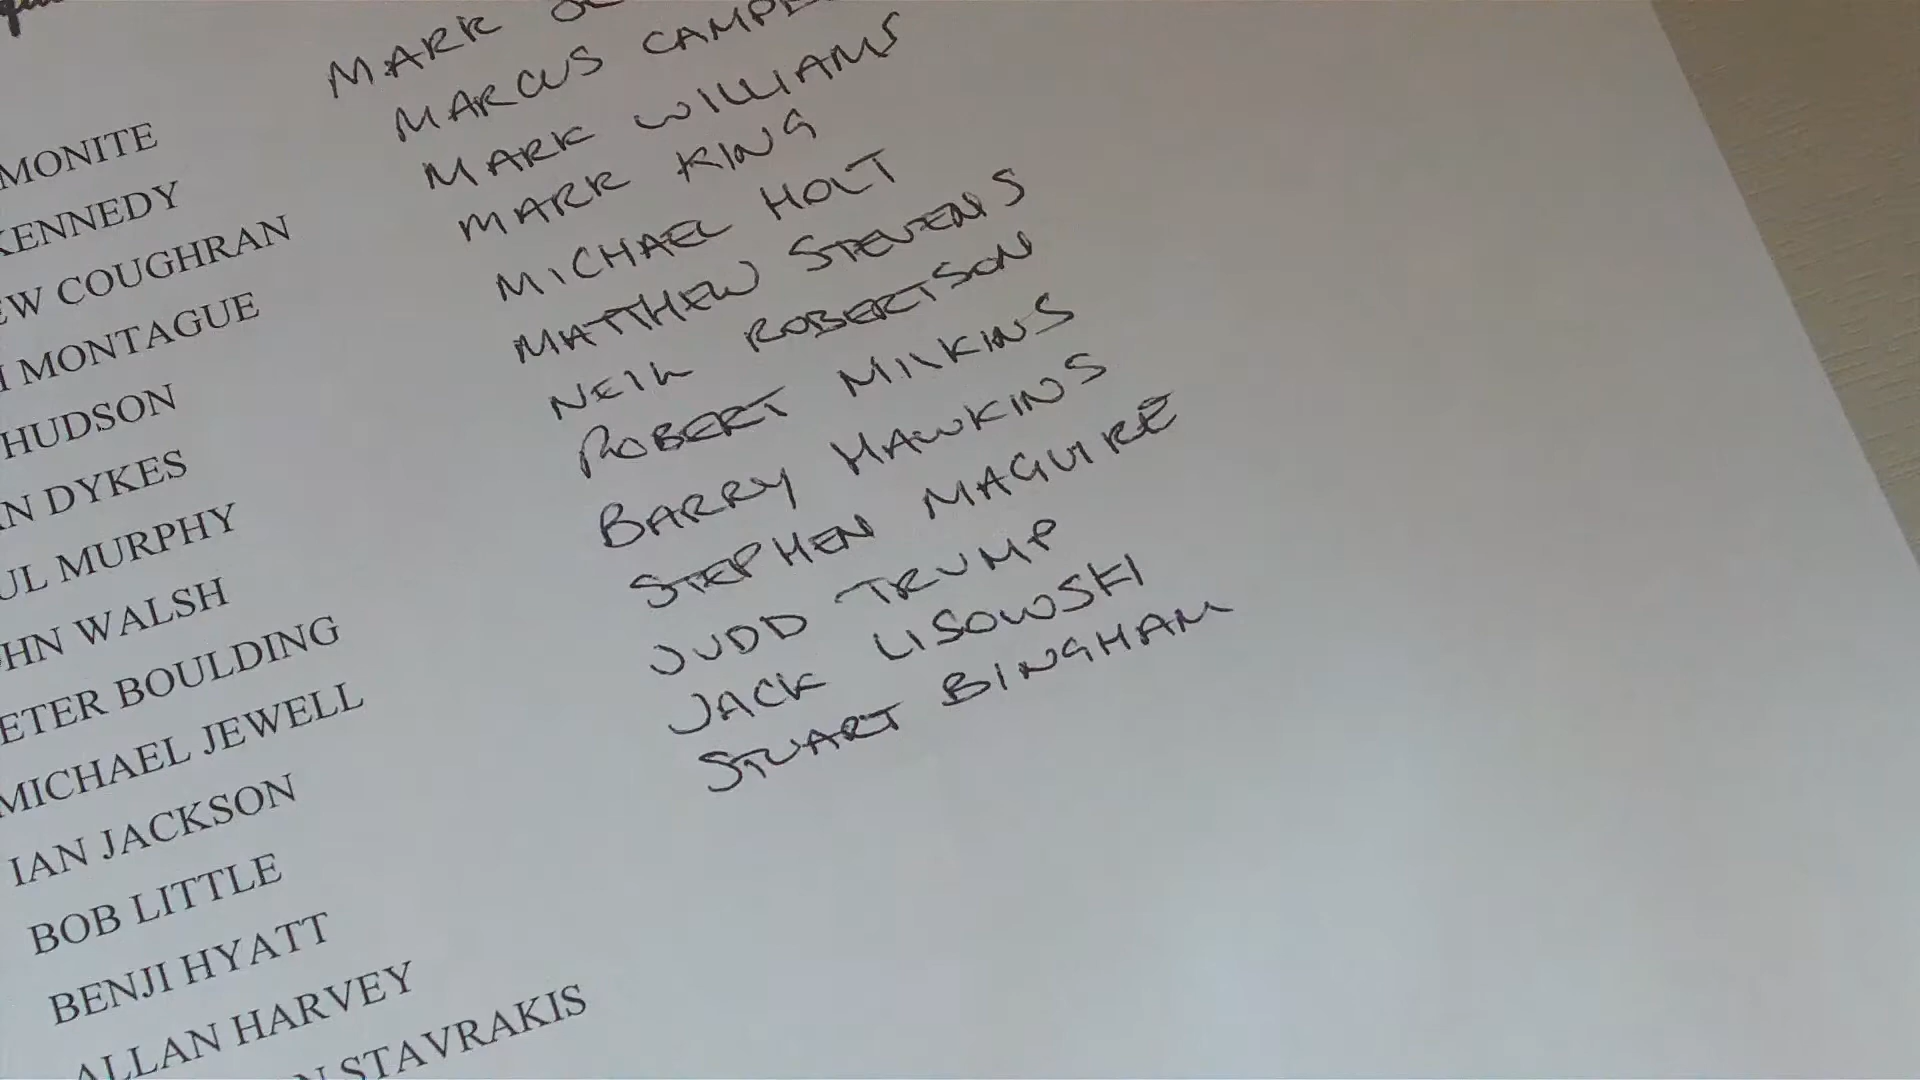 MONITE
KENNEDY
EW COUGHRAN
MONTAGUE
HUDSON
N DYKES
UL MURPHY
HN WALSH
ETER BOULDING
MICHAEL JEWELL
IAN JACKSON
BOB LITTLE
BENJI HYATT
ALLAN HARVEY
N STAVRAKIS
MARK
MARCUS CAMPBE
MARK WILLIAMS
MARK KING
MICHAEL HOLT
MATTHEW STEVENS
NEIL ROBERTSON
ROBERT MILKINS
BARRY HAWKINS
STEPHEN MAGUIRE
JUDD TRUMP
JACK LISOWSKI
STUART BINGHAM